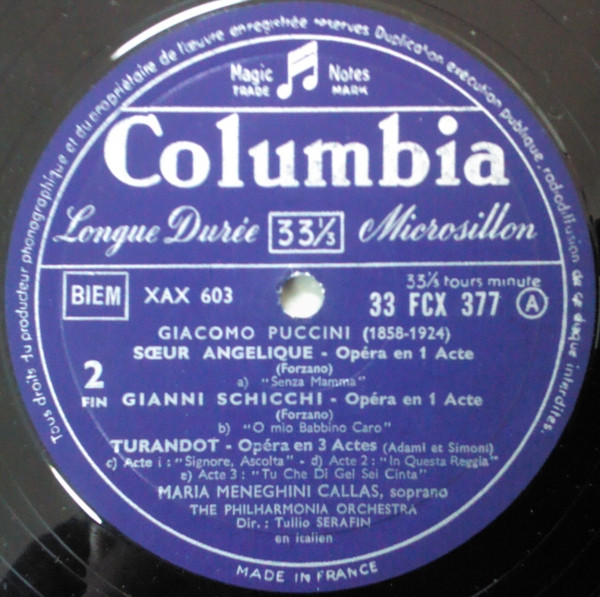 Tous droits du producteur phonographique et du propriétaire de l'œuvre enregistrée réservés Duplication exécution publique, radiodiffusion de ce disque interdites.
Magic Notes
TRADE MARK
Columbia
Longue Durée 33⅓ Microsillon
BIEM XAX 603 33⅓ tours minute
33 FCX 377 A
GIACOMO PUCCINI (1858-1924)
SŒUR ANGELIQUE - Opéra en 1 Acte
(Forzano)
2 a) "Senza Mamma"
FIN GIANNI SCHICCHI - Opéra en 1 Acte
(Forzano)
b) "O mio Babbino Caro"
TURANDOT - Opéra en 3 Actes (Adami et Simoni)
c) Acte 1 : "Signore, Ascolta" - d) Acte 2 : "In Questa Reggia"
e) Acte 3 : "Tu Che Di Gel Sei Cinta"
MARIA MENEGHINI CALLAS, soprano
THE PHILHARMONIA ORCHESTRA
Dir. : Tullio SERAFIN
en italien
MADE IN FRANCE